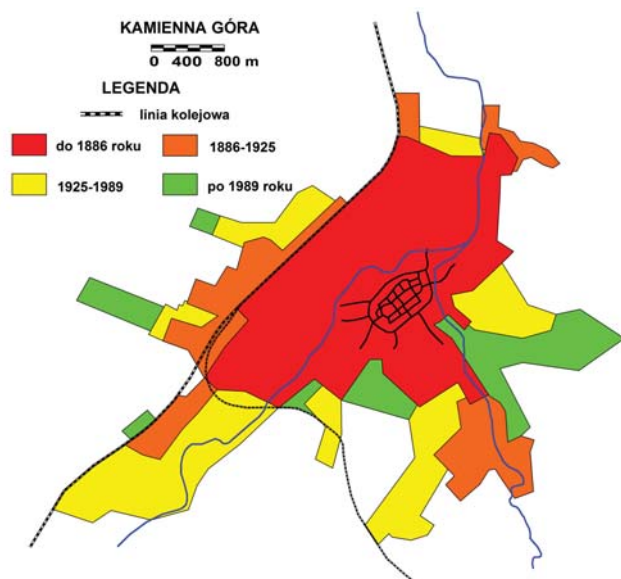 KAMIENNA GÓRA
0 400 800 m
LEGENDA
linia kolejowa
do 1886 roku
1886-1925
1925-1989
po 1989 roku